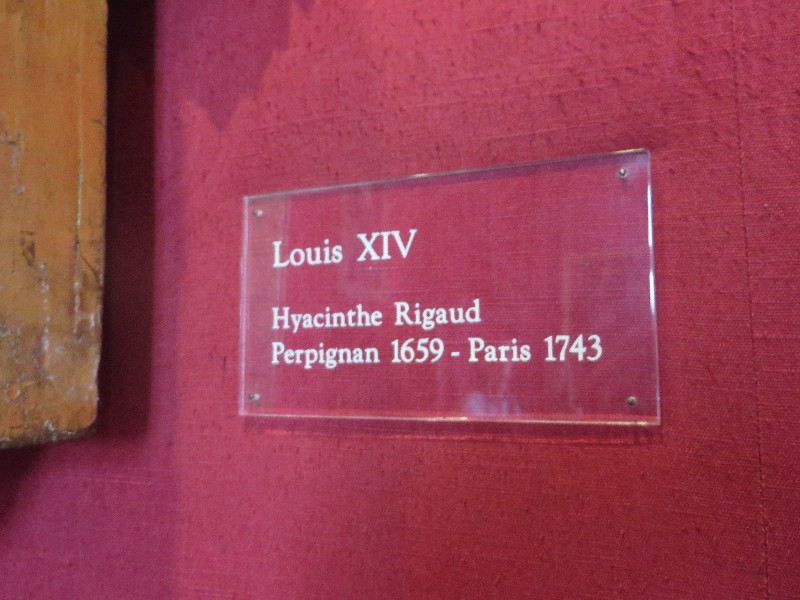 Louis XIV
Hyacinthe Rigaud
Perpignan 1659 - Paris 1743